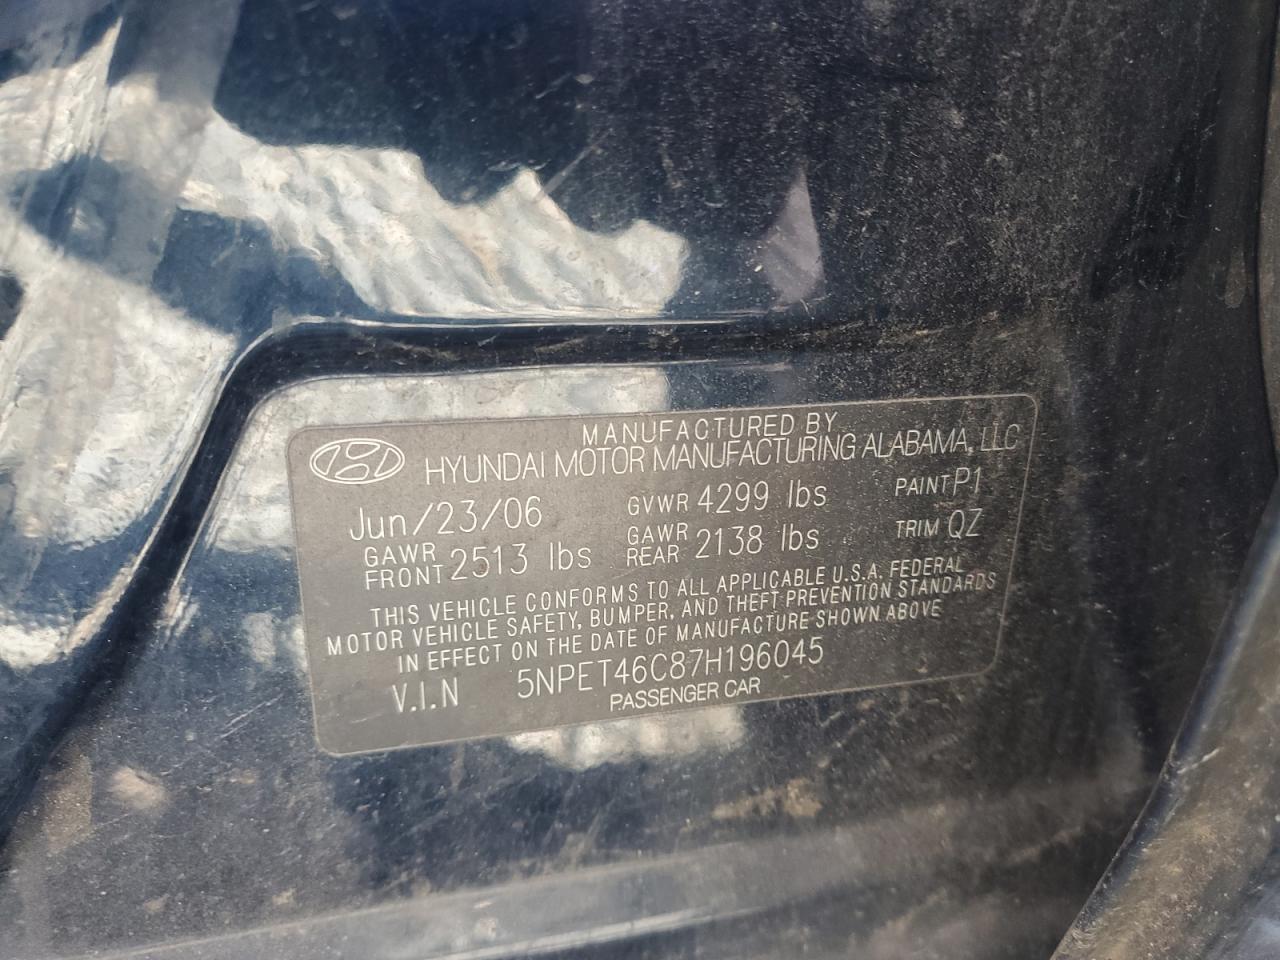 MANUFACTURED BY
HYUNDAI MOTOR MANUFACTURING ALABAMA, LLC
Jun/23/06 GVWR 4299 lbs PAINT P1
GAWR FRONT 2513 lbs GAWR REAR 2138 lbs TRIM QZ
THIS VEHICLE CONFORMS TO ALL APPLICABLE U.S.A. FEDERAL
MOTOR VEHICLE SAFETY, BUMPER, AND THEFT PREVENTION STANDARDS
IN EFFECT ON THE DATE OF MANUFACTURE SHOWN ABOVE
V.I.N 5NPET46C87H196045
PASSENGER CAR